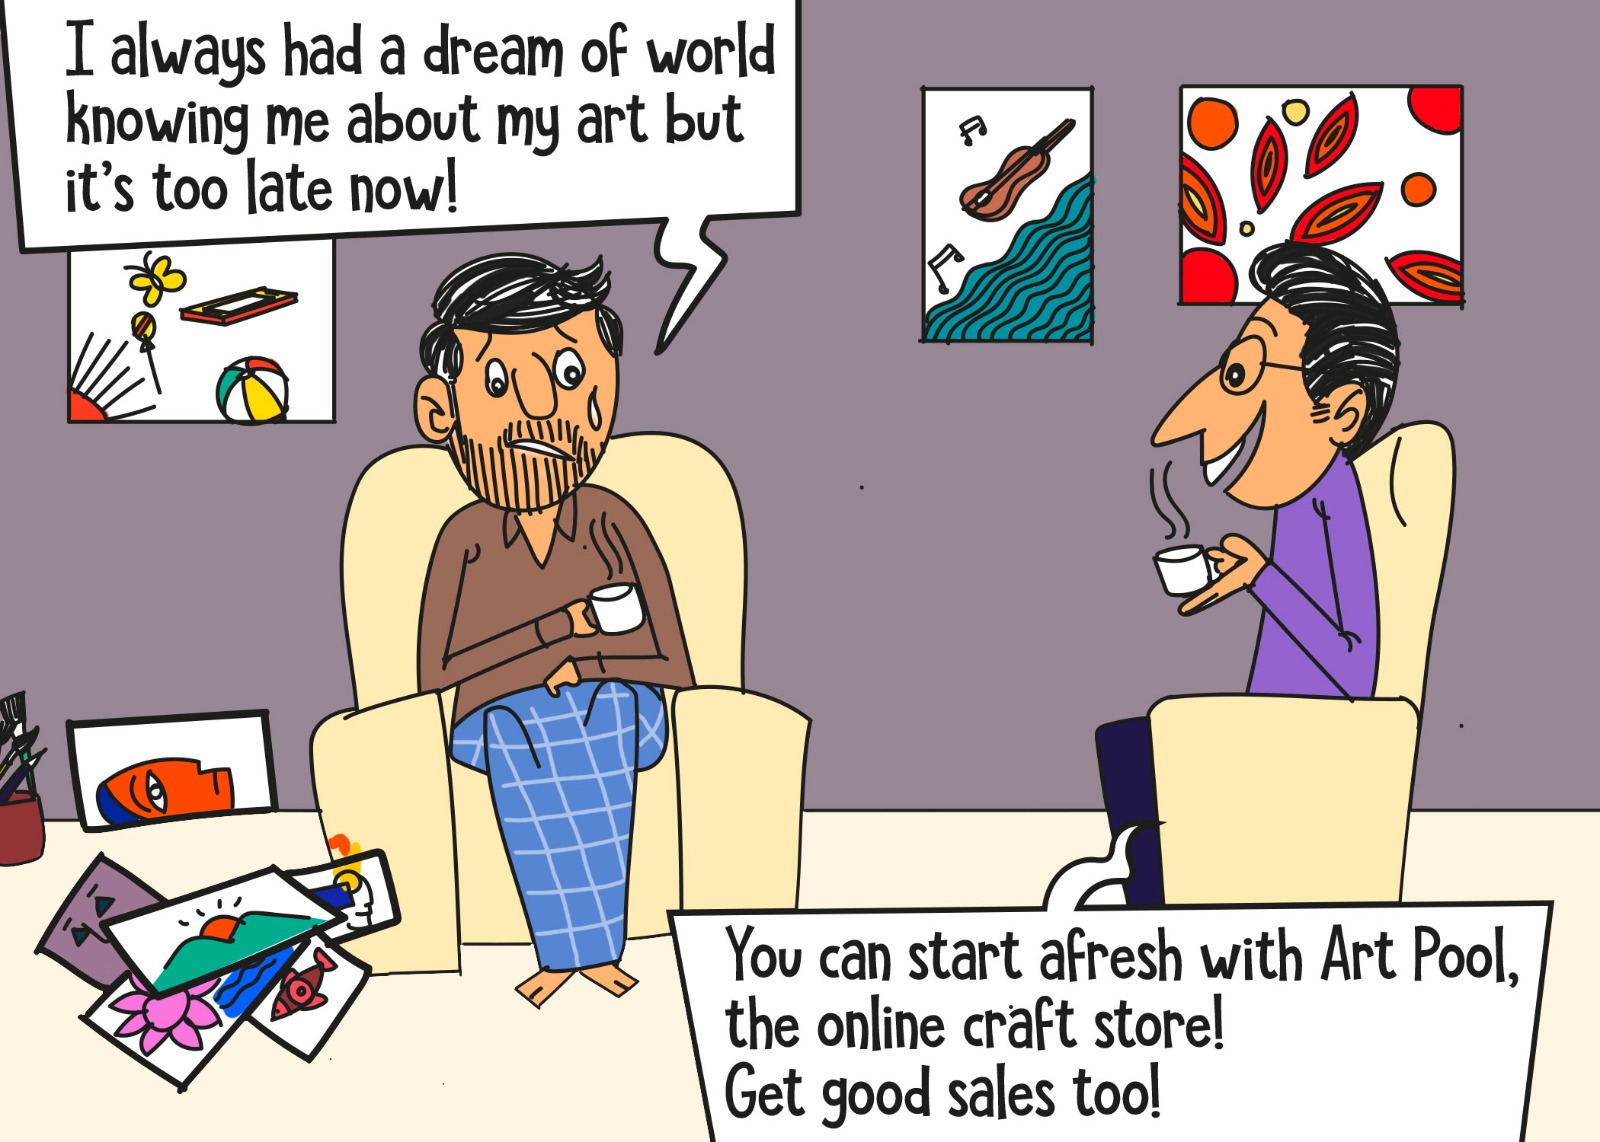 I always had a dream of world
knowing me about my art but
it's too late now!
You can start afresh with Art Pool,
the online craft store!
Get good sales too!